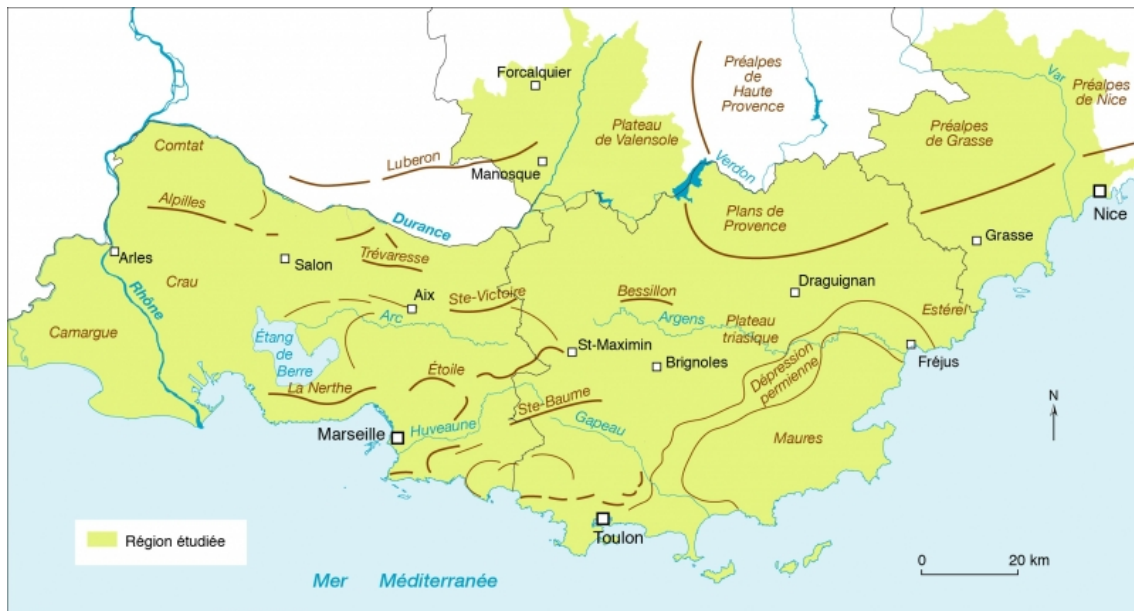 Forcalquier
Préalpes
de
Haute
Provence
Var
Préalpes
de Nice
Comtat
Plateau
de Valensole
Préalpes
de Grasse
Luberon
Manosque
Verdon
Alpilles
Durance
Plans de
Provence
Nice
Arles
Salon
Trévaresse
Grasse
Crau
Rhône
Aix
Ste-Victoire
Bessillon
Draguignan
Camargue
Arc
Argens
Plateau
triasique
Estérel
Étang
de
Berre
St-Maximin
Brignoles
Fréjus
La Nerthe
Étoile
Dépression
permienne
Ste-Baume
Marseille
Huveaune
Gapeau
Maures
N
Région étudiée
Toulon
0 20 km
Mer Méditerranée